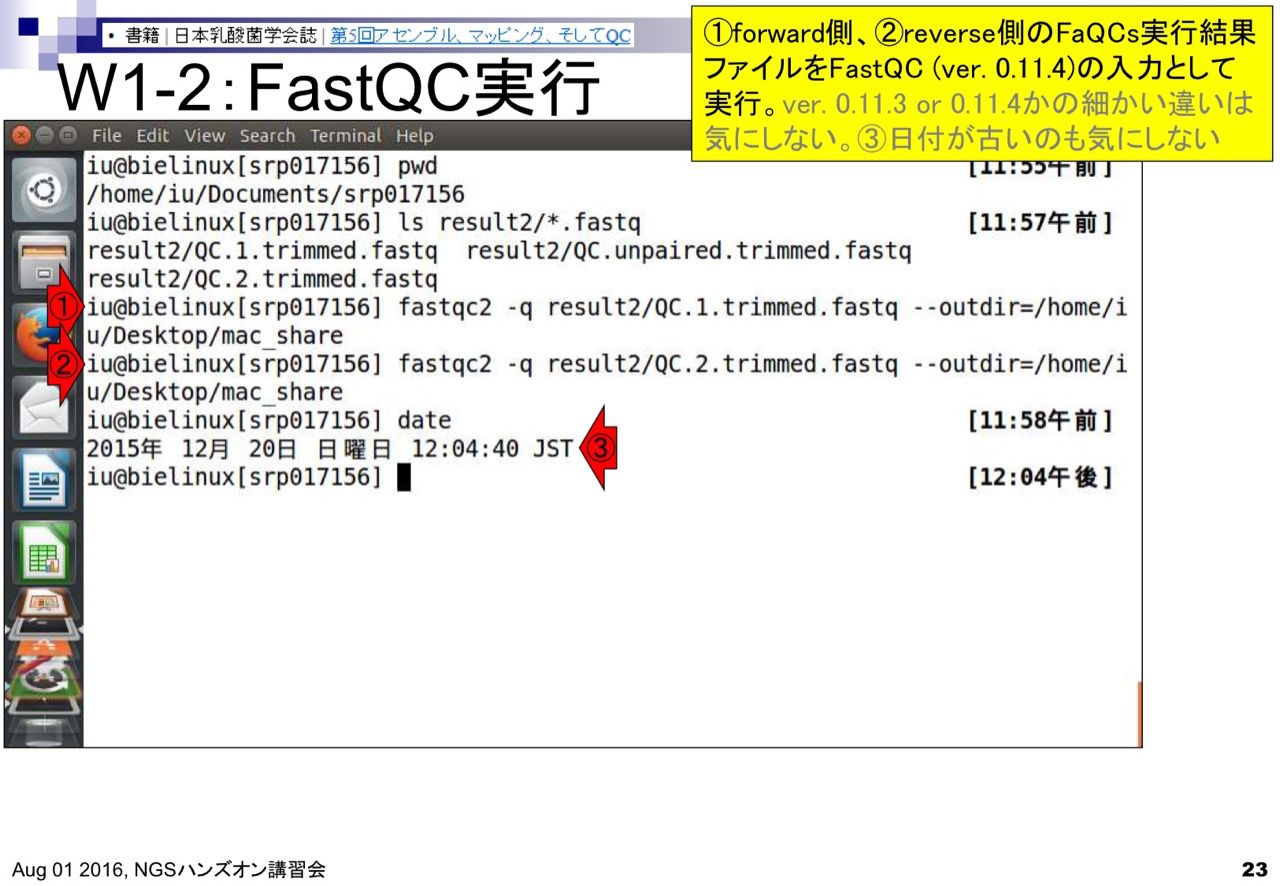 • 書籍 | 日本乳酸菌学会誌 | 第5回アセンブル、マッピング、そしてQC
W1-2：FastQC実行
①forward側、②reverse側のFaQCs実行結果
ファイルをFastQC (ver. 0.11.4)の入力として
実行。ver. 0.11.3 or 0.11.4かの細かい違いは
気にしない。③日付が古いのも気にしない
File Edit View Search Terminal Help
iu@bielinux[srp017156] pwd [11:55午前]
/home/iu/Documents/srp017156
iu@bielinux[srp017156] ls result2/*.fastq [11:57午前]
result2/QC.1.trimmed.fastq result2/QC.unpaired.trimmed.fastq
result2/QC.2.trimmed.fastq
① iu@bielinux[srp017156] fastqc2 -q result2/QC.1.trimmed.fastq --outdir=/home/i
u/Desktop/mac_share
② iu@bielinux[srp017156] fastqc2 -q result2/QC.2.trimmed.fastq --outdir=/home/i
u/Desktop/mac_share
iu@bielinux[srp017156] date [11:58午前]
2015年 12月 20日 日曜日 12:04:40 JST ③
iu@bielinux[srp017156] [12:04午後]
Aug 01 2016, NGSハンズオン講習会
23